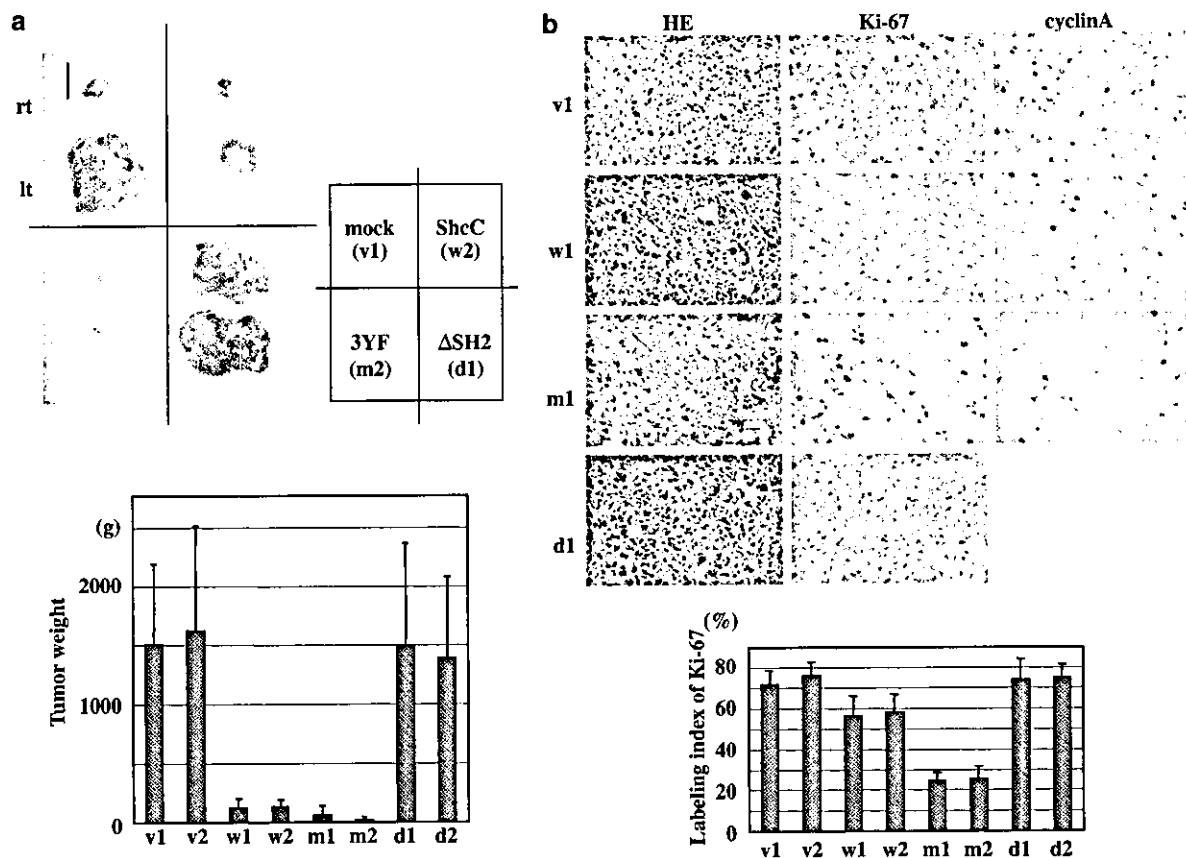 a
rt
lt
mock
(v1)
ShcC
(w2)
3YF
(m2)
ΔSH2
(d1)
(g)
2000
1000
0
Tumor weight
v1 v2 w1 w2 m1 m2 d1 d2
b
HE Ki-67 cyclinA
v1
w1
m1
d1
(%)
80
60
40
20
0
Labeling index of Ki-67
v1 v2 w1 w2 m1 m2 d1 d2